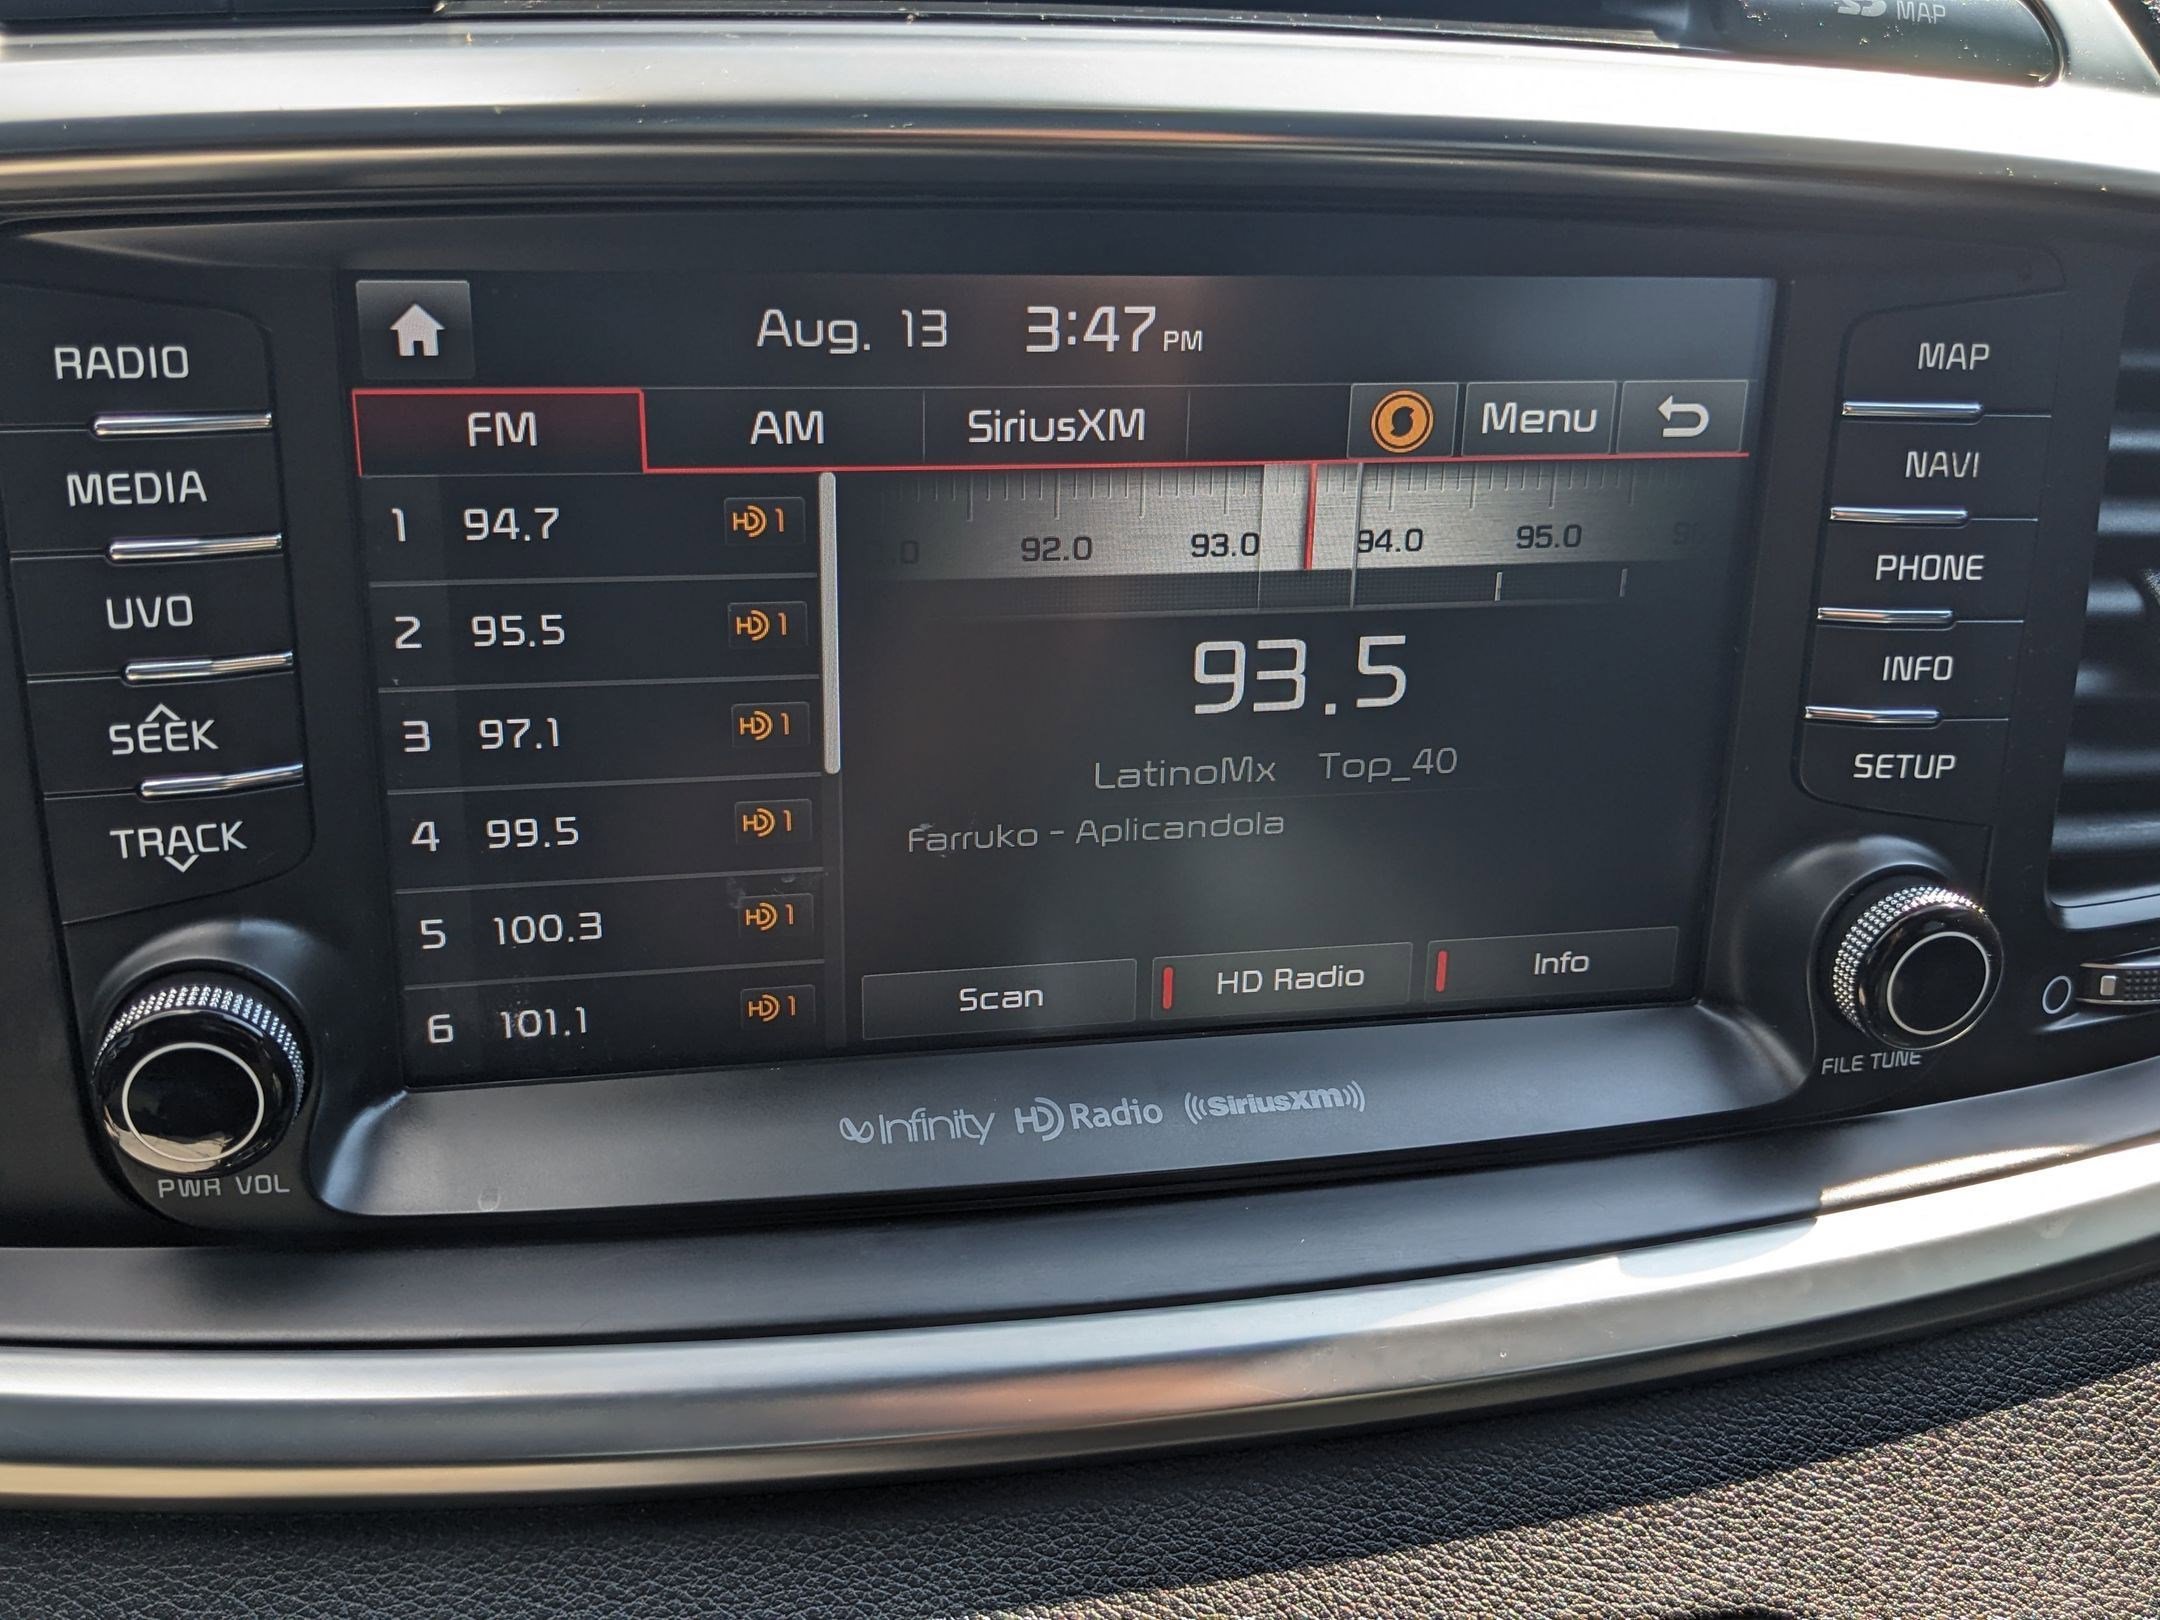 SD MAP
RADIO
MEDIA
UVO
SEEK
TRACK
PWR VOL
Aug. 13 3:47 PM
FM AM SiriusXM Menu
1 94.7 HD 1
2 95.5 HD 1
3 97.1 HD 1
4 99.5 HD 1
5 100.3 HD 1
6 101.1 HD 1
92.0 93.0 94.0 95.0
93.5
LatinoMx Top_40
Farruko - Aplicandola
Scan HD Radio Info
Infinity HD Radio SiriusXM
MAP
NAVI
PHONE
INFO
SETUP
FILE TUNE